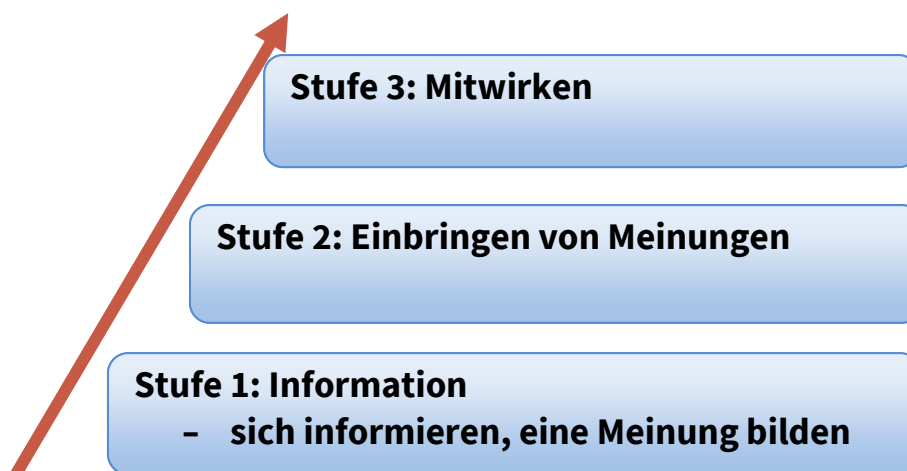 Stufe 3: Mitwirken
Stufe 2: Einbringen von Meinungen
Stufe 1: Information
– sich informieren, eine Meinung bilden